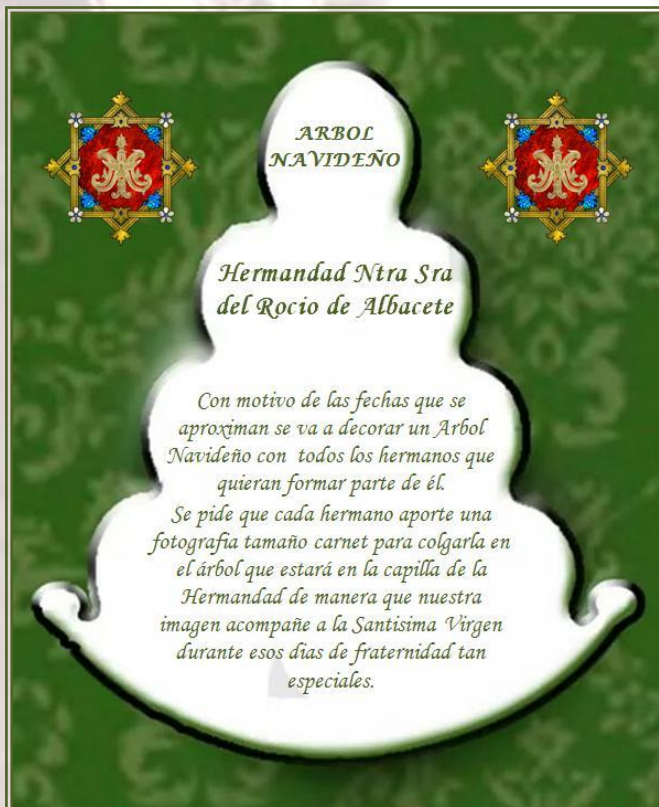 ARBOL
NAVIDEÑO
Hermandad Ntra Sra
del Rocio de Albacete
Con motivo de las fechas que se
aproximan se va a decorar un Arbol
Navideño con todos los hermanos que
quieran formar parte de él.
Se pide que cada hermano aporte una
fotografia tamaño carnet para colgarla en
el árbol que estará en la capilla de la
Hermandad de manera que nuestra
imagen acompañe a la Santisima Virgen
durante esos dias de fraternidad tan
especiales.